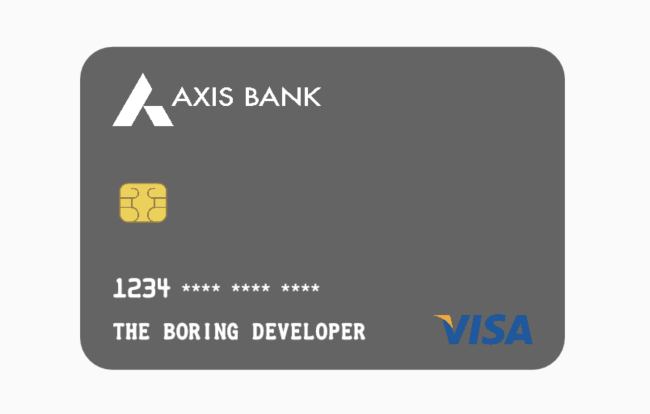 AXIS BANK
1234 **** **** ****
THE BORING DEVELOPER
VISA